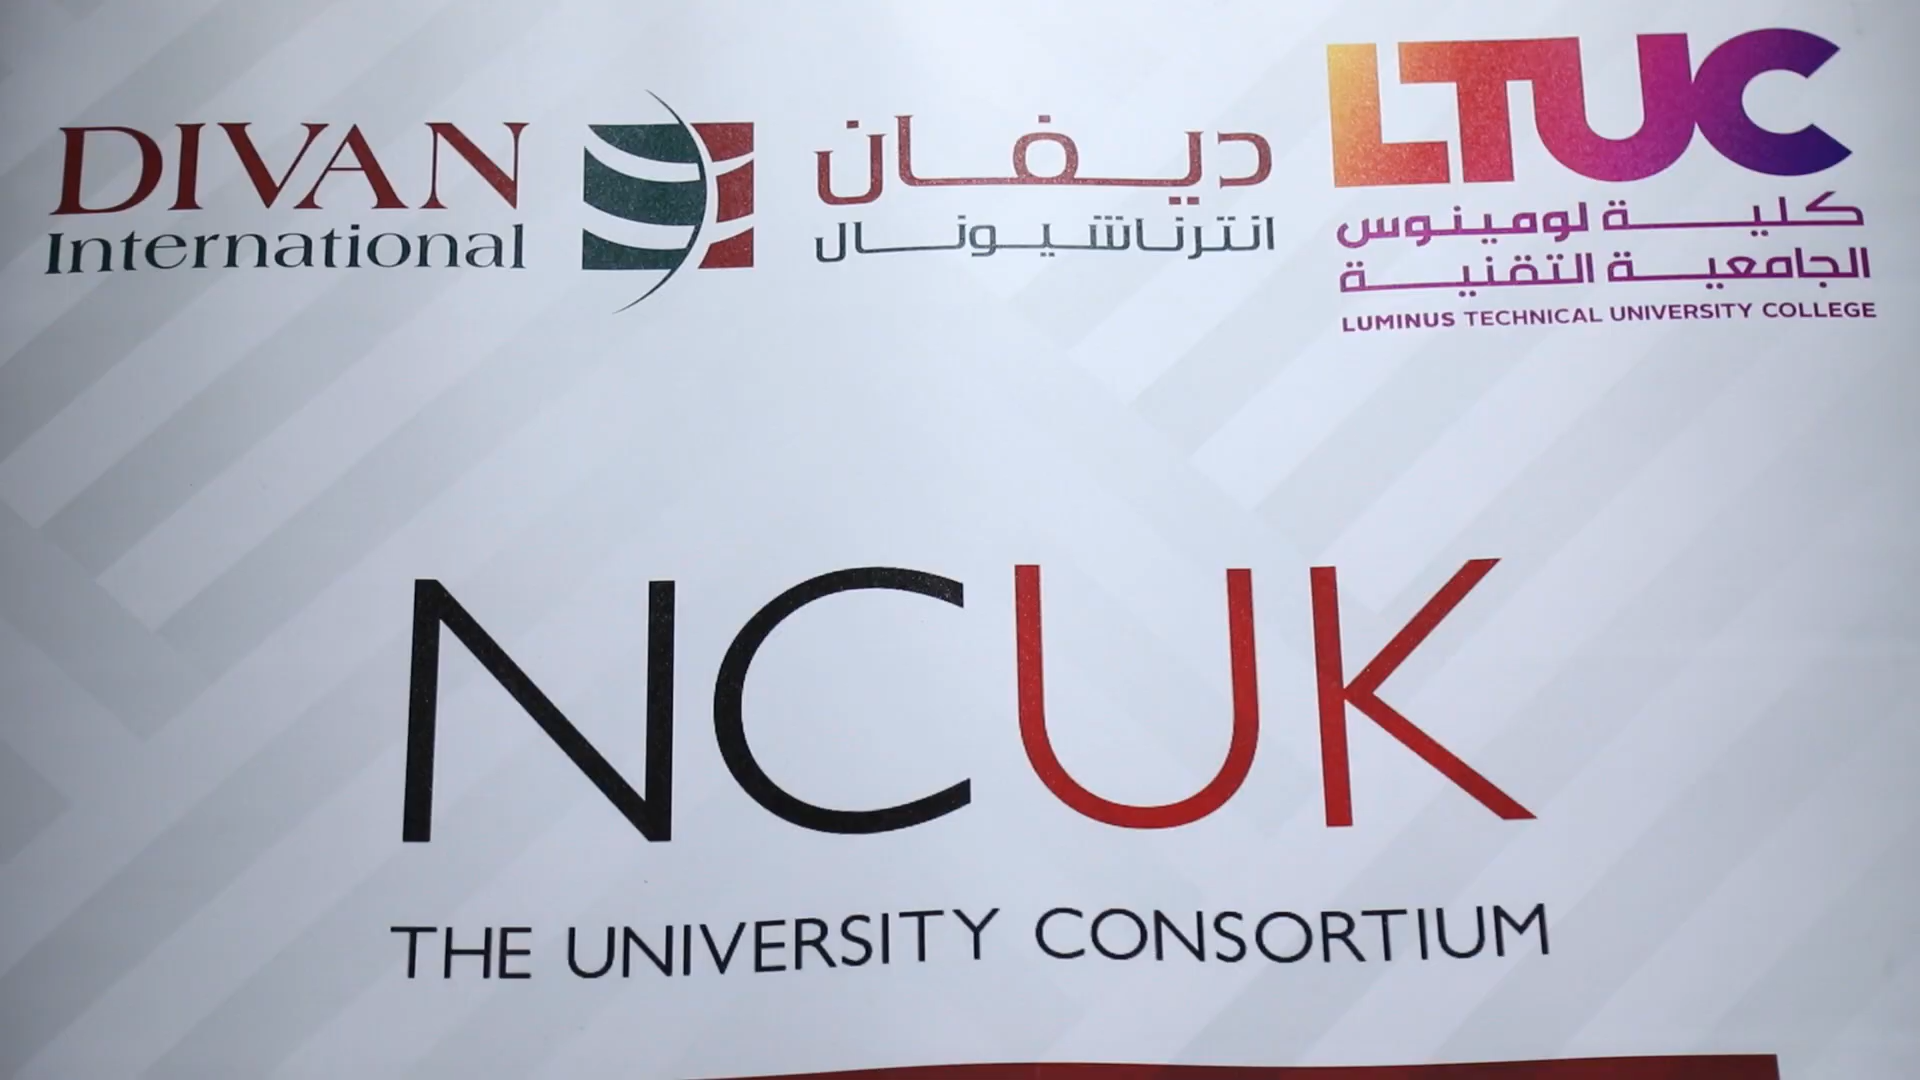 DIVAN
International
ديفان
انترناشيونال
LTUC
كلية لومينوس
الجامعية التقنية
LUMINUS TECHNICAL UNIVERSITY COLLEGE
NCUK
THE UNIVERSITY CONSORTIUM